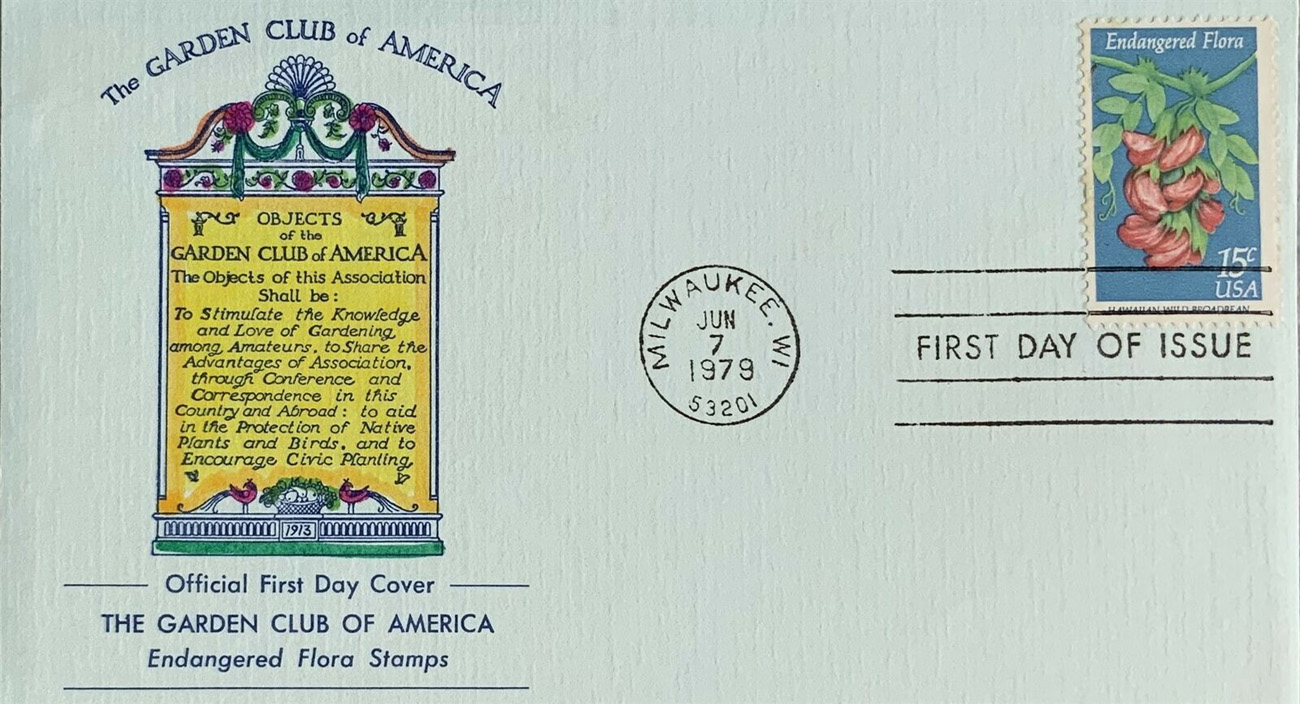 The GARDEN CLUB of AMERICA
OBJECTS
of the
GARDEN CLUB of AMERICA
The Objects of this Association
Shall be:
To Stimulate the Knowledge
and Love of Gardening
among Amateurs, to Share the
Advantages of Association,
through Conference and
Correspondence in this
Country and Abroad: to aid
in the Protection of Native
Plants and Birds, and to
Encourage Civic Planting
1913
Official First Day Cover
THE GARDEN CLUB OF AMERICA
Endangered Flora Stamps
MILWAUKEE, WI
JUN
7
1979
53201
Endangered Flora
15c
USA
HAWAIIAN WILD BROADBEAN
FIRST DAY OF ISSUE